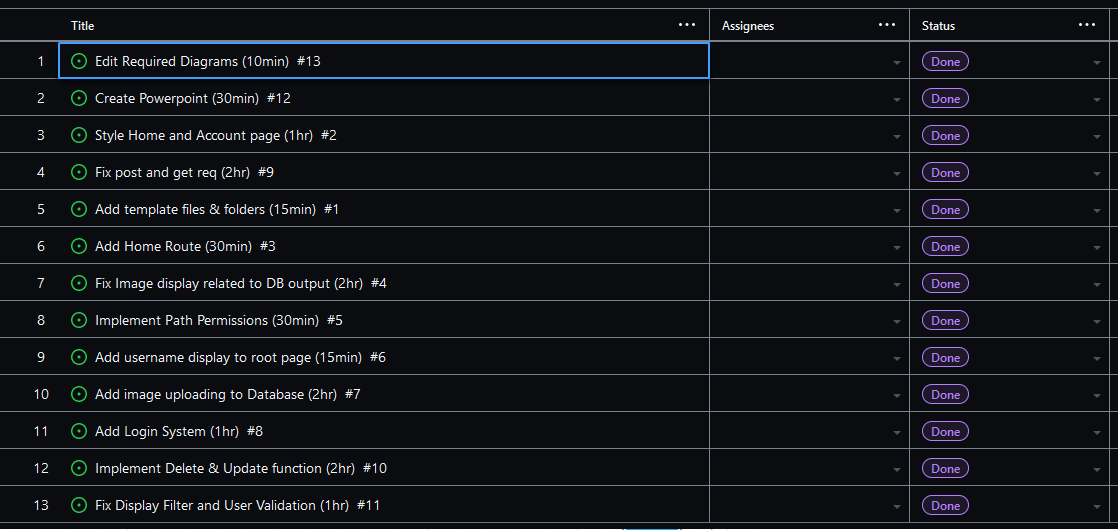 Title ... Assignees ... Status ...
1 Edit Required Diagrams (10min) #13 Done
2 Create Powerpoint (30min) #12 Done
3 Style Home and Account page (1hr) #2 Done
4 Fix post and get req (2hr) #9 Done
5 Add template files & folders (15min) #1 Done
6 Add Home Route (30min) #3 Done
7 Fix Image display related to DB output (2hr) #4 Done
8 Implement Path Permissions (30min) #5 Done
9 Add username display to root page (15min) #6 Done
10 Add image uploading to Database (2hr) #7 Done
11 Add Login System (1hr) #8 Done
12 Implement Delete & Update function (2hr) #10 Done
13 Fix Display Filter and User Validation (1hr) #11 Done